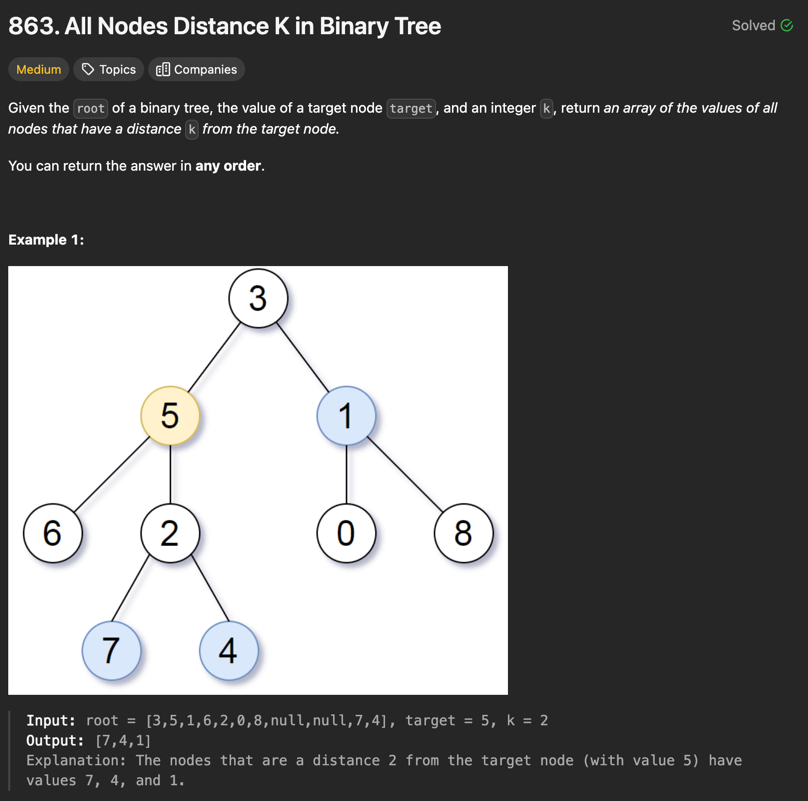 863. All Nodes Distance K in Binary Tree
Solved
Medium Topics Companies
Given the root of a binary tree, the value of a target node target, and an integer k, return an array of the values of all
nodes that have a distance k from the target node.
You can return the answer in any order.
Example 1:
3
5 1
6 2 0 8
7 4
Input: root = [3,5,1,6,2,0,8,null,null,7,4], target = 5, k = 2
Output: [7,4,1]
Explanation: The nodes that are a distance 2 from the target node (with value 5) have
values 7, 4, and 1.